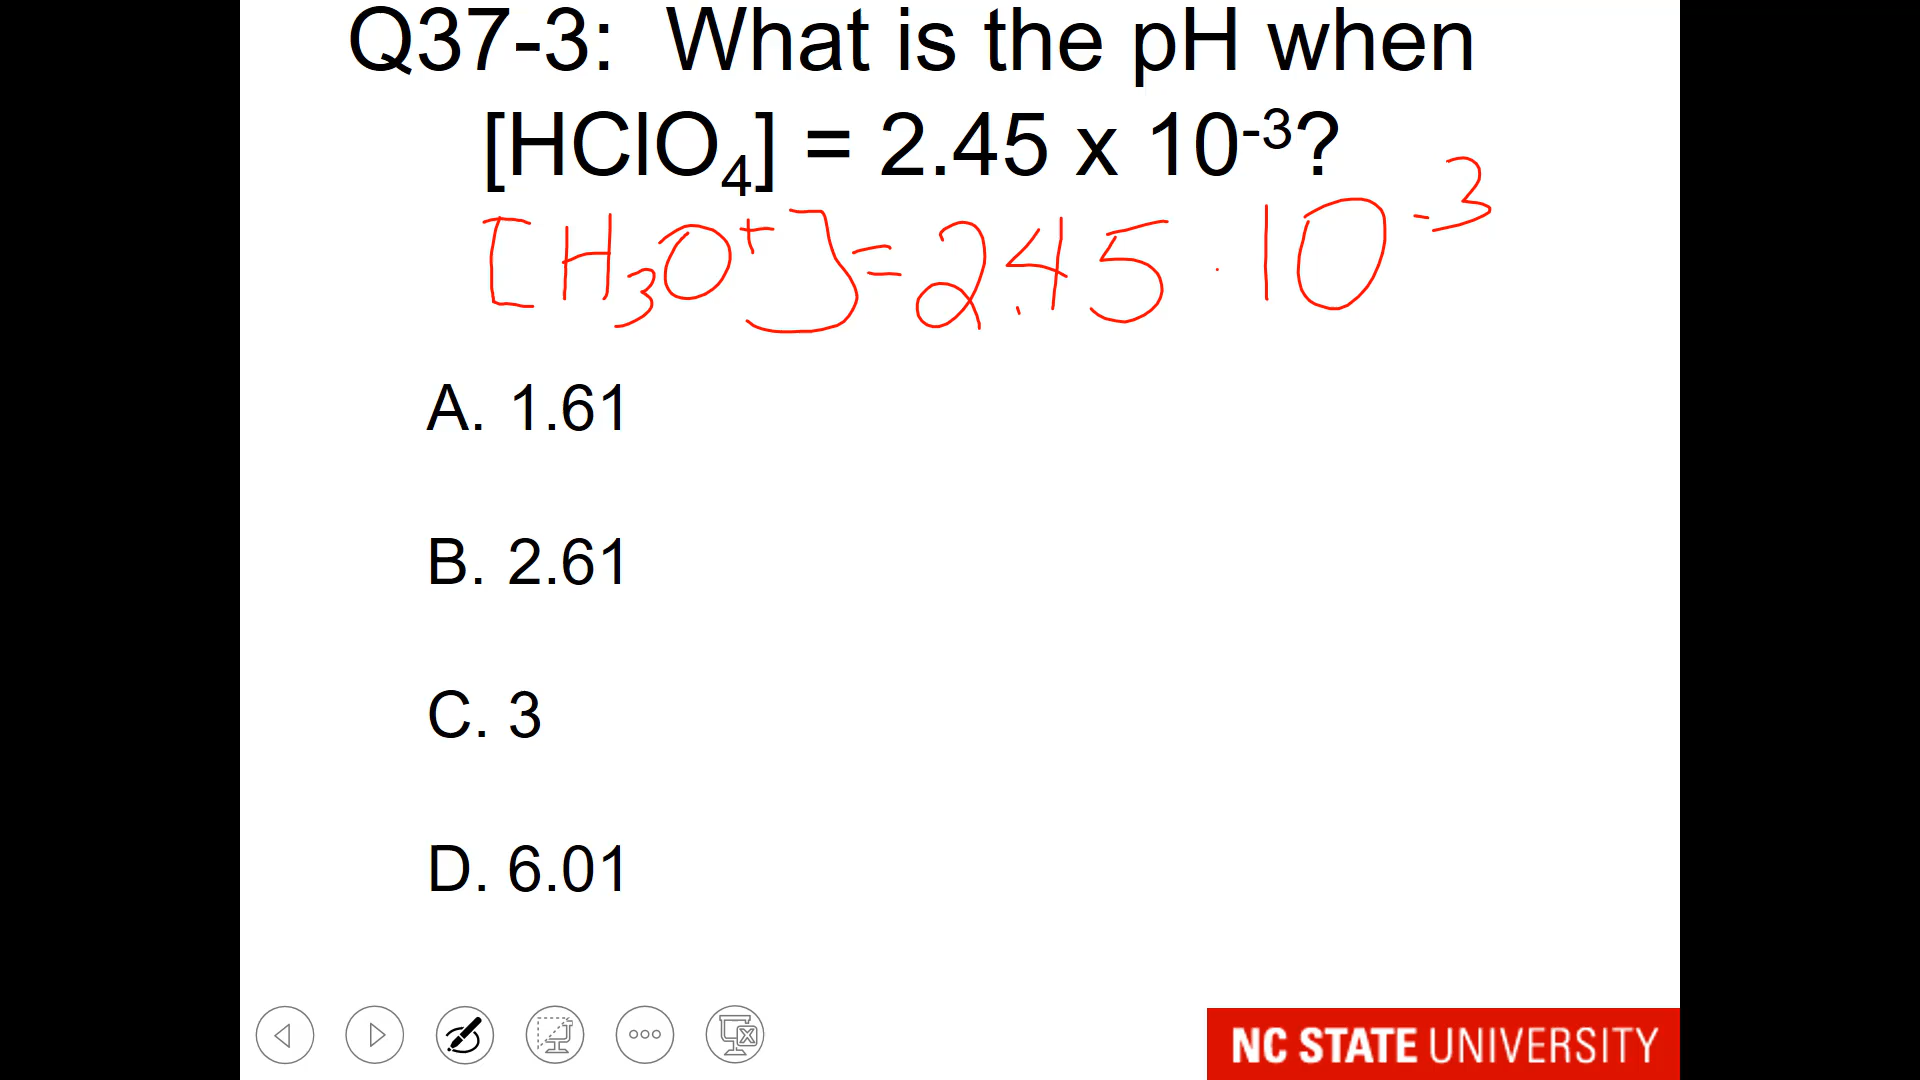 Q37-3: What is the pH when
[HClO₄] = 2.45 x 10⁻³?
[H₃O⁺] = 2.45 · 10⁻³
A. 1.61
B. 2.61
C. 3
D. 6.01
NC STATE UNIVERSITY